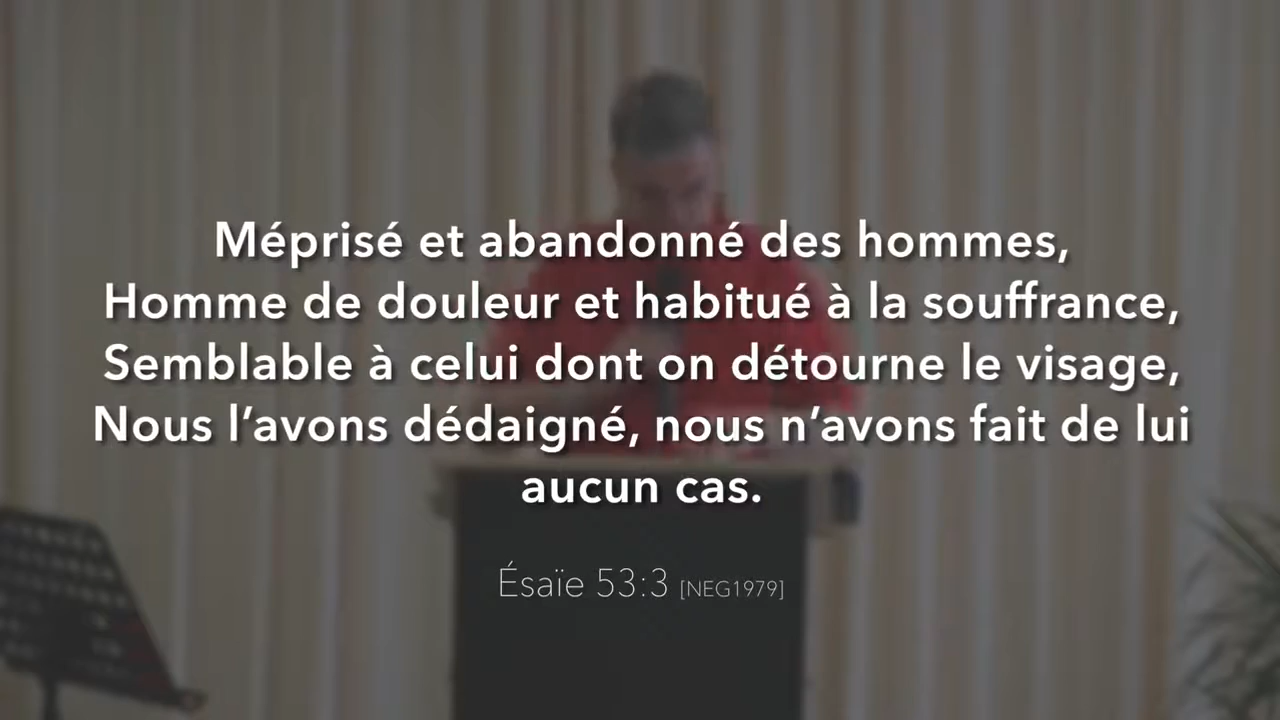 Méprisé et abandonné des hommes,
Homme de douleur et habitué à la souffrance,
Semblable à celui dont on détourne le visage,
Nous l’avons dédaigné, nous n’avons fait de lui
aucun cas.
Ésaïe 53:3 [NEG1979]